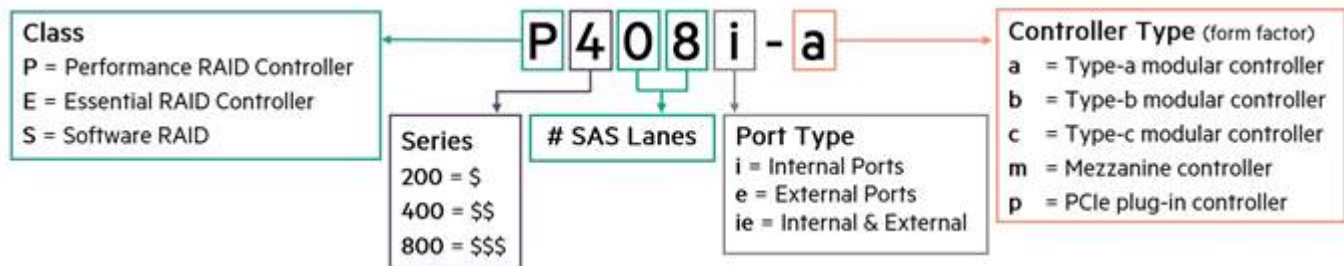 P408i-a
Class
P = Performance RAID Controller
E = Essential RAID Controller
S = Software RAID
Series
200 = $
400 = $$
800 = $$$
# SAS Lanes
Port Type
i = Internal Ports
e = External Ports
ie = Internal & External
Controller Type (form factor)
a = Type-a modular controller
b = Type-b modular controller
c = Type-c modular controller
m = Mezzanine controller
p = PCIe plug-in controller